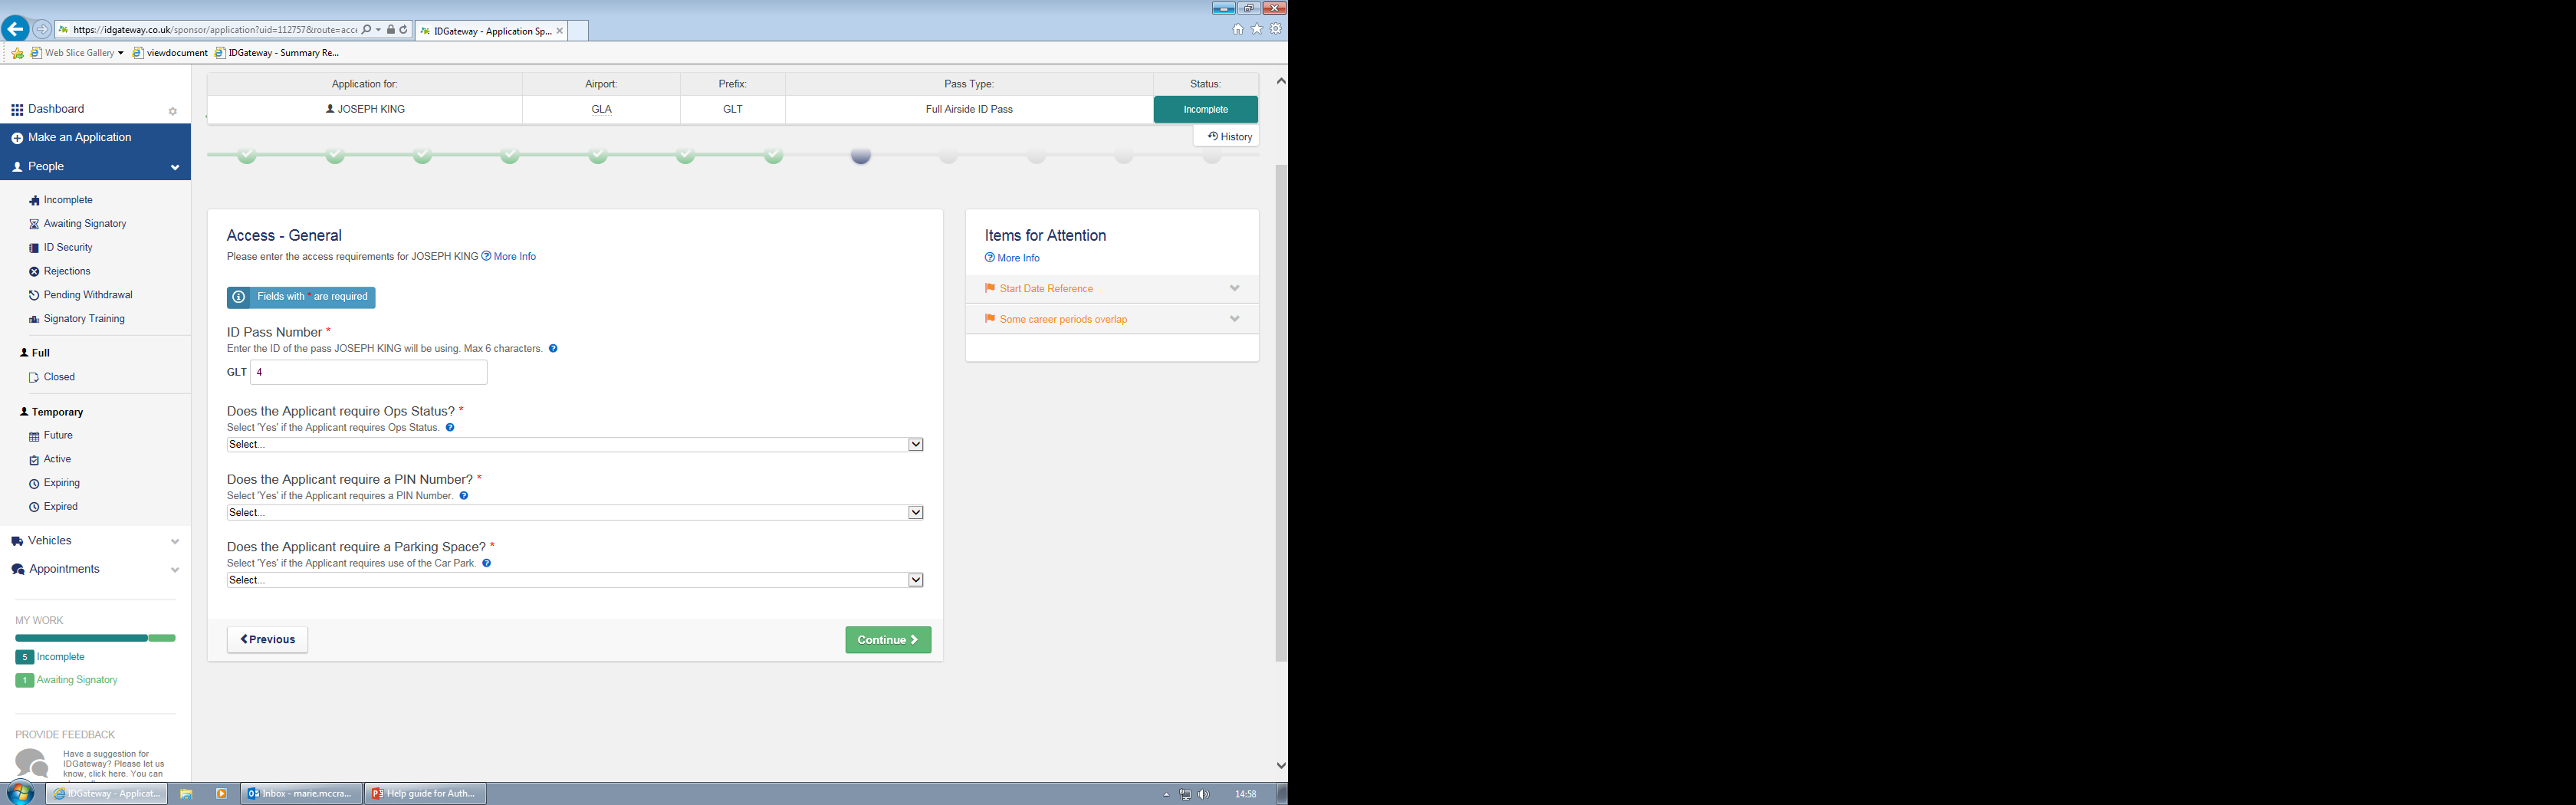 https://idgateway.co.uk/sponsor/application?uid=112757&route=acce
IDGateway - Application Sp...
Web Slice Gallery
viewdocument
IDGateway - Summary Re...
Dashboard
Make an Application
People
Incomplete
Awaiting Signatory
ID Security
Rejections
Pending Withdrawal
Signatory Training
Full
Closed
Temporary
Future
Active
Expiring
Expired
Vehicles
Appointments
MY WORK
5 Incomplete
1 Awaiting Signatory
PROVIDE FEEDBACK
Have a suggestion for
IDGateway? Please let us
know, click here. You can
Application for: Airport: Prefix: Pass Type: Status:
JOSEPH KING GLA GLT Full Airside ID Pass Incomplete
History
Access - General
Please enter the access requirements for JOSEPH KING More Info
Fields with * are required
ID Pass Number *
Enter the ID of the pass JOSEPH KING will be using. Max 6 characters.
GLT 4
Does the Applicant require Ops Status? *
Select 'Yes' if the Applicant requires Ops Status.
Select...
Does the Applicant require a PIN Number? *
Select 'Yes' if the Applicant requires a PIN Number.
Select...
Does the Applicant require a Parking Space? *
Select 'Yes' if the Applicant requires use of the Car Park.
Select...
Previous
Continue
Items for Attention
More Info
Start Date Reference
Some career periods overlap
IDGateway - Applicat...
Inbox - marie.mccra...
Help guide for Auth...
14:58